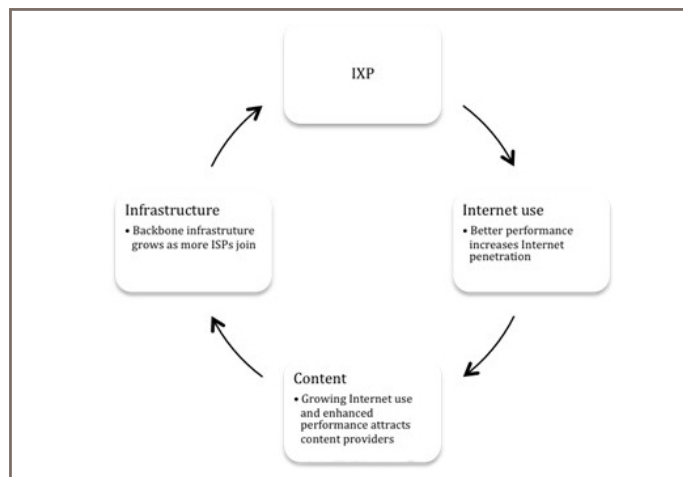 IXP
Infrastructure
• Backbone infrastruture
grows as more ISPs join
Internet use
• Better performance
increases Internet
penetration
Content
• Growing Internet use
and enhanced
performance attracts
content providers